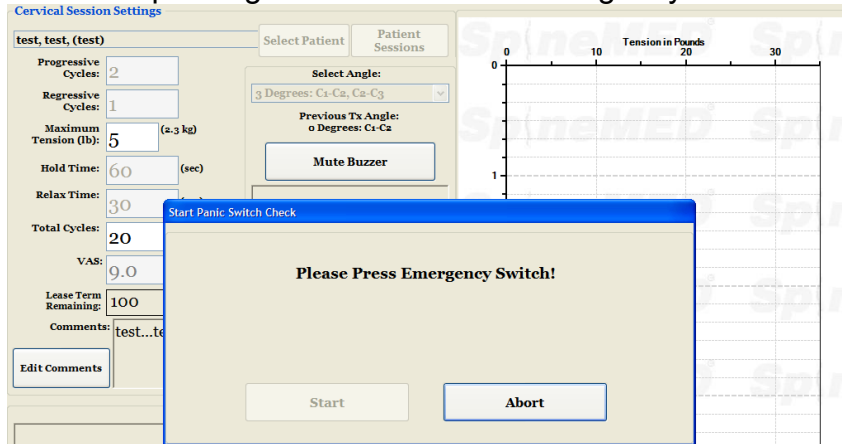 Cervical Session Settings
test, test, (test)
Select Patient
Patient
Sessions
Progressive
Cycles: 2
Regressive
Cycles: 1
Maximum
Tension (lb): 5 (2.3 kg)
Hold Time: 60 (sec)
Relax Time: 30
Total Cycles: 20
VAS: 9.0
Lease Term
Remaining: 100
Comments: test...te
Edit Comments
Select Angle:
3 Degrees: C1-C2, C2-C3
Previous Tx Angle:
0 Degrees: C1-C2
Mute Buzzer
Tension in Pounds
0 10 20 30
0
1
SpineMED
SpineMED
Start Panic Switch Check
Please Press Emergency Switch!
Start
Abort